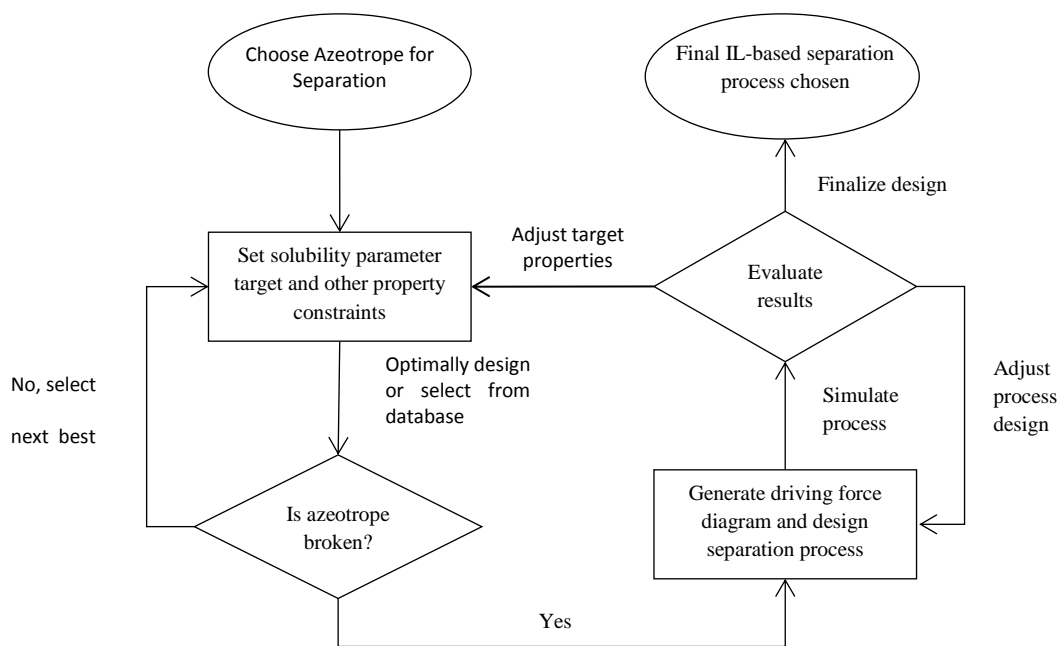 Choose Azeotrope for
Separation
Final IL-based separation
process chosen
Finalize design
Adjust target
properties
Set solubility parameter
target and other property
constraints
Evaluate
results
Optimally design
or select from
database
No, select
next best
Simulate
process
Adjust
process
design
Is azeotrope
broken?
Generate driving force
diagram and design
separation process
Yes